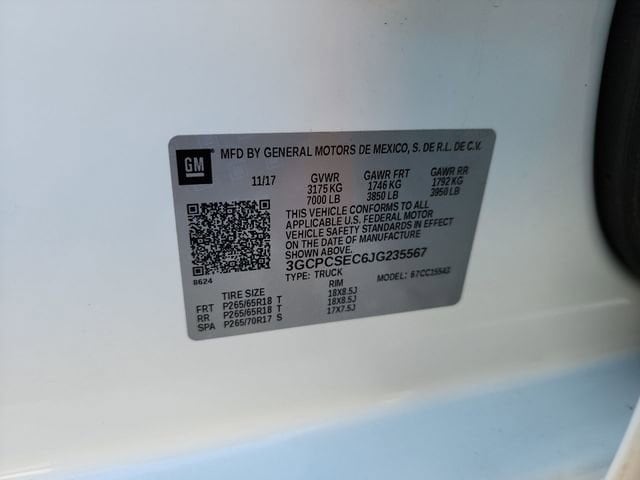 GM MFD BY GENERAL MOTORS DE MEXICO, S. DE R.L. DE C.V.
11/17 GVWR GAWR FRT GAWR RR
3175 KG 1746 KG 1792 KG
7000 LB 3850 LB 3950 LB
THIS VEHICLE CONFORMS TO ALL
APPLICABLE U.S. FEDERAL MOTOR
VEHICLE SAFETY STANDARDS IN EFFECT
ON THE DATE OF MANUFACTURE
SHOWN ABOVE.
3GCPCSEC6JG235567
8624 TYPE: TRUCK MODEL:
TIRE SIZE RIM
FRT P265/65R18 T 18X8.5J
RR P265/65R18 T 18X8.5J
SPA P265/70R17 S 17X7.5J